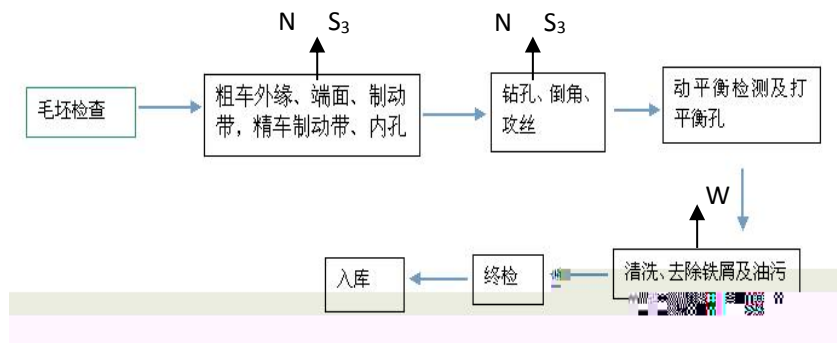 N S₃
N S₃
毛坯检查
粗车外缘、端面、制动
带，精车制动带、内孔
钻孔、倒角、
攻丝
动平衡检测及打
平衡孔
W
清洗、去除铁屑及油污
终检
入库